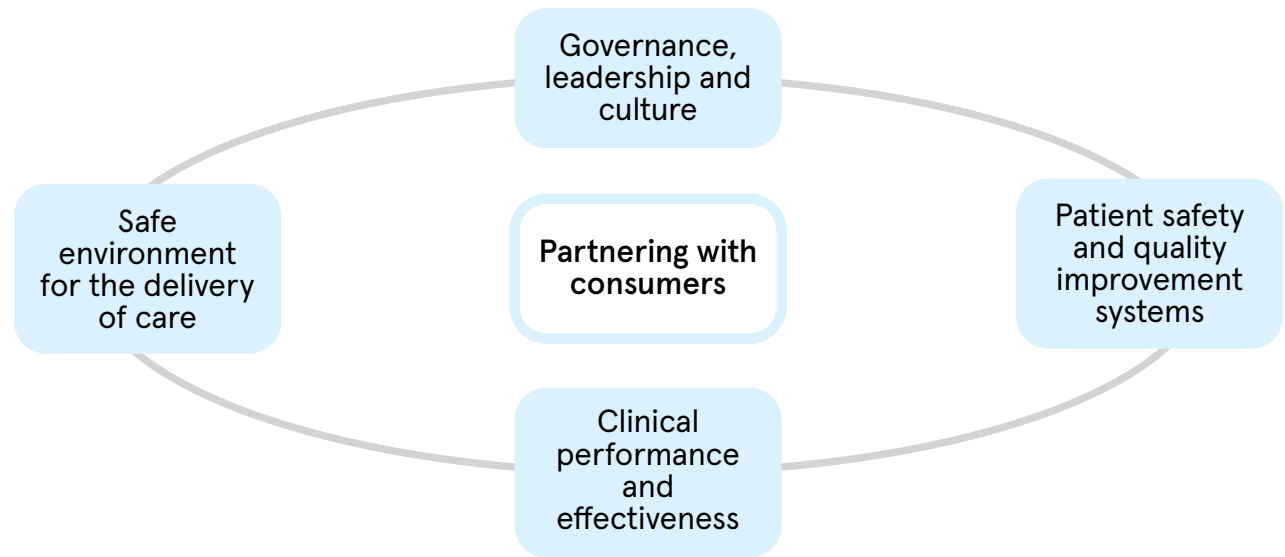 Governance,
leadership and
culture
Safe
environment
for the delivery
of care
Partnering with
consumers
Patient safety
and quality
improvement
systems
Clinical
performance
and
effectiveness